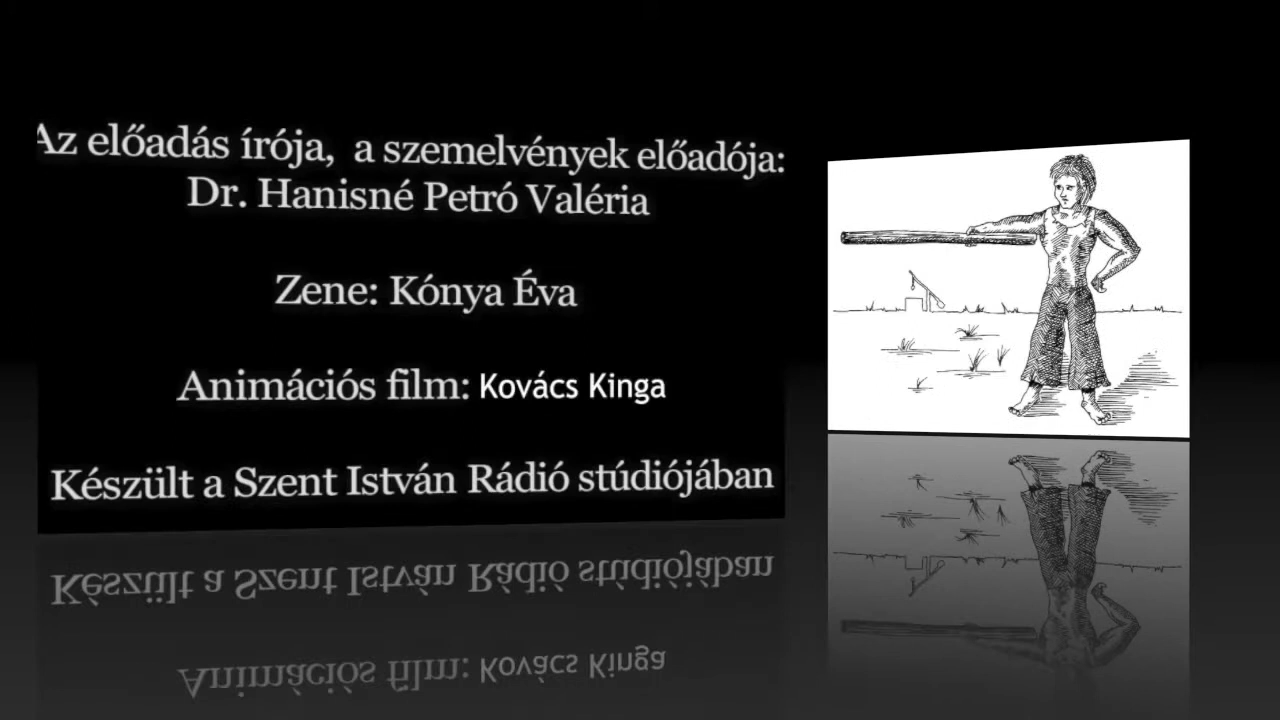 Az előadás írója, a szemelvények előadója:
Dr. Hanisné Petró Valéria
Zene: Kónya Éva
Animációs film: Kovács Kinga
Készült a Szent István Rádió stúdiójában